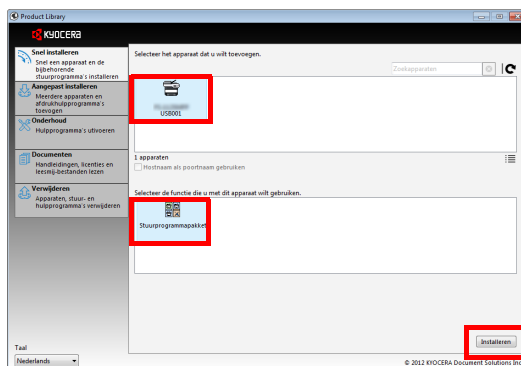 Product Library
KYOCERA
Snel installeren
Snel een apparaat en de
bijbehorende
stuurprogramma's installeren
Aangepast installeren
Meerdere apparaten en
afdrukhulpprogramma's
toevogen
Onderhoud
Hulpprogramma's utivoeren
Documenten
Handleidingen, licenties en
leesmij-bestanden lezen
Verwijderen
Apparaten, stuur- en
hulpprogramma's verwijderen
Taal
Nederlands
Selecteer het apparaat dat u wilt toevoegen.
Zoekapparaten
USB001
1 apparaten
Hostnaam als poortnaam gebruiken
Selecteer de functie die u met dit apparaat wilt gebruiken.
Stuurprogrammapakket
Installeren
© 2012 KYOCERA Document Solutions Inc.